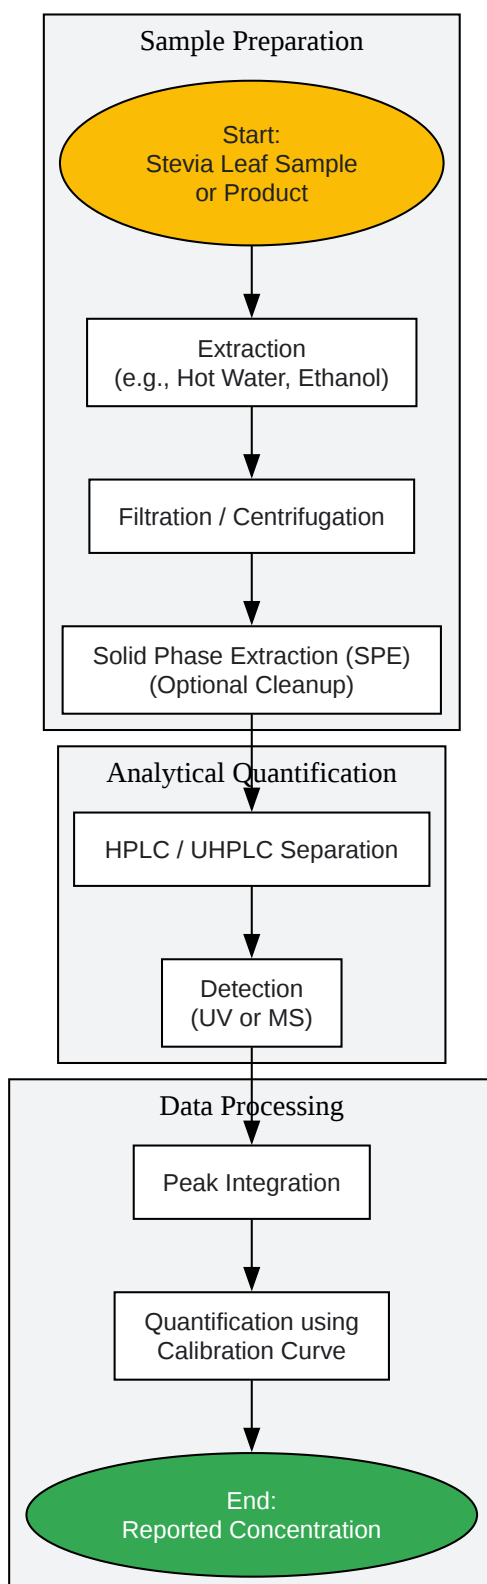 Sample Preparation
Start:
Stevia Leaf Sample
or Product
Extraction
(e.g., Hot Water, Ethanol)
Filtration / Centrifugation
Solid Phase Extraction (SPE)
(Optional Cleanup)
Analytical Quantification
HPLC / UHPLC Separation
Detection
(UV or MS)
Data Processing
Peak Integration
Quantification using
Calibration Curve
End:
Reported Concentration